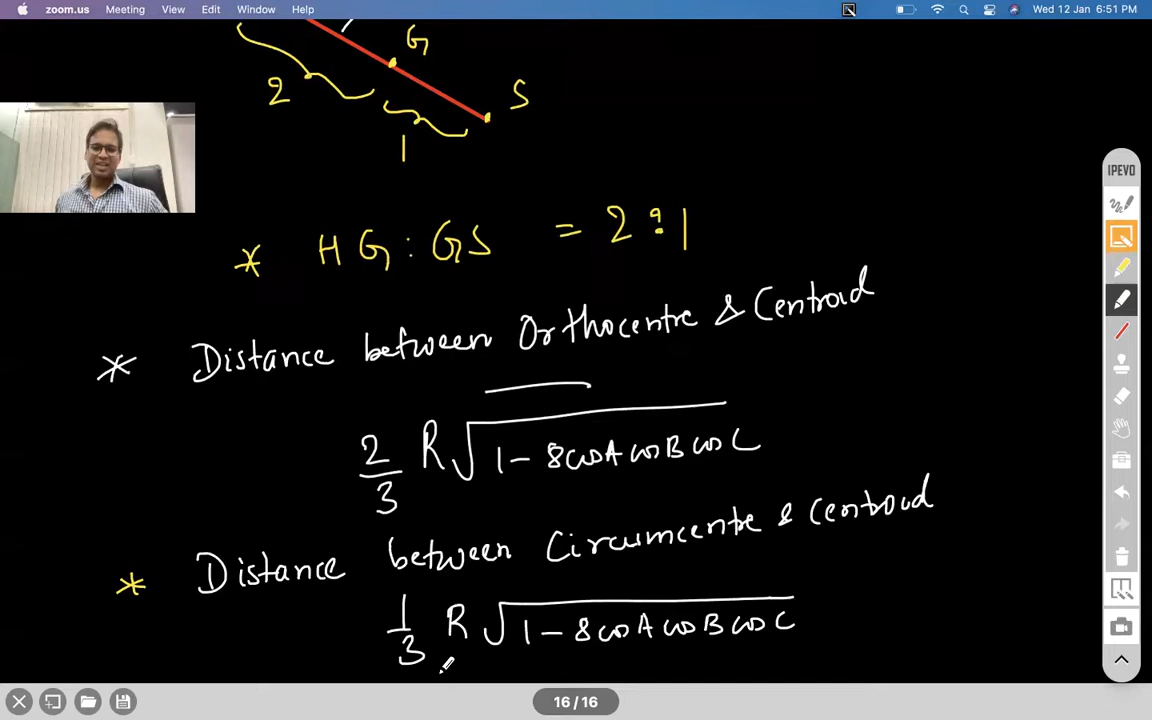 zoom.us Meeting View Edit Window Help Wed 12 Jan 6:51 PM
G
2
S
1
IPEVO
* HG : GS = 2 : 1
* Distance between Orthocentre & Centroid
2/3 R√1 - 8cosA cosB cosC
* Distance between Circumcentre & Centroid
1/3 R√1 - 8cosA cosB cosC
16 / 16